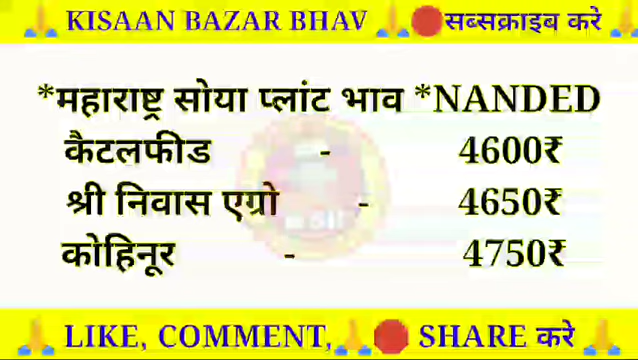 🙏 KISAAN BAZAR BHAV 🙏🔴सब्सक्राइब करे 🙏
*महाराष्ट्र सोया प्लांट भाव *NANDED
कैटलफीड - 4600₹
श्री निवास एग्रो - 4650₹
कोहिनूर - 4750₹
🙏 LIKE, COMMENT,🙏🔴 SHARE करे 🙏